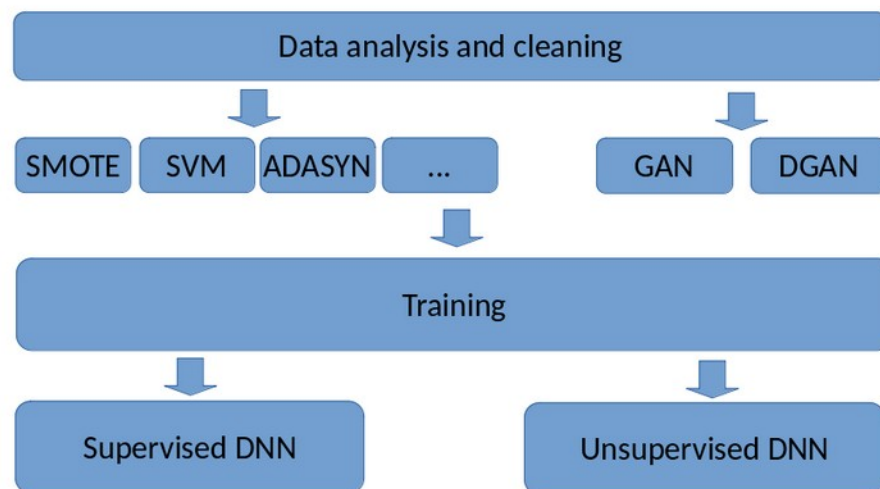 Data analysis and cleaning
SMOTE SVM ADASYN ... GAN DGAN
Training
Supervised DNN Unsupervised DNN